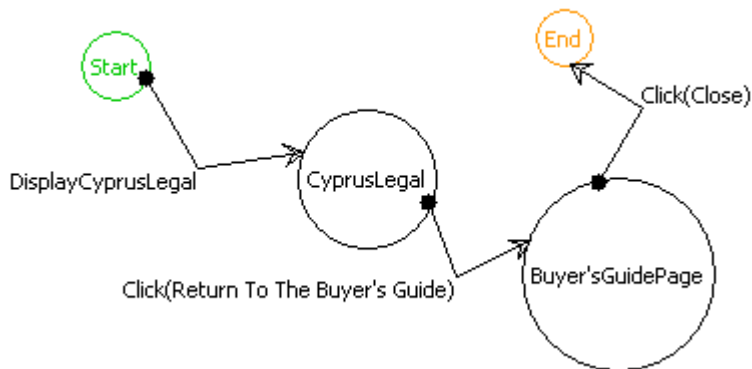 Start
End
Click(Close)
DisplayCyprusLegal
CyprusLegal
Click(Return To The Buyer's Guide)
Buyer'sGuidePage